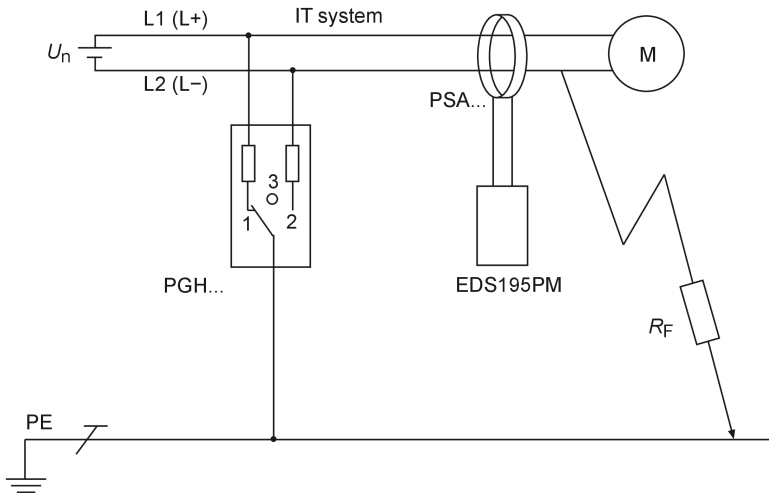 L1 (L+)
IT system
Un
M
L2 (L−)
PSA...
3
1
2
PGH...
EDS195PM
RF
PE